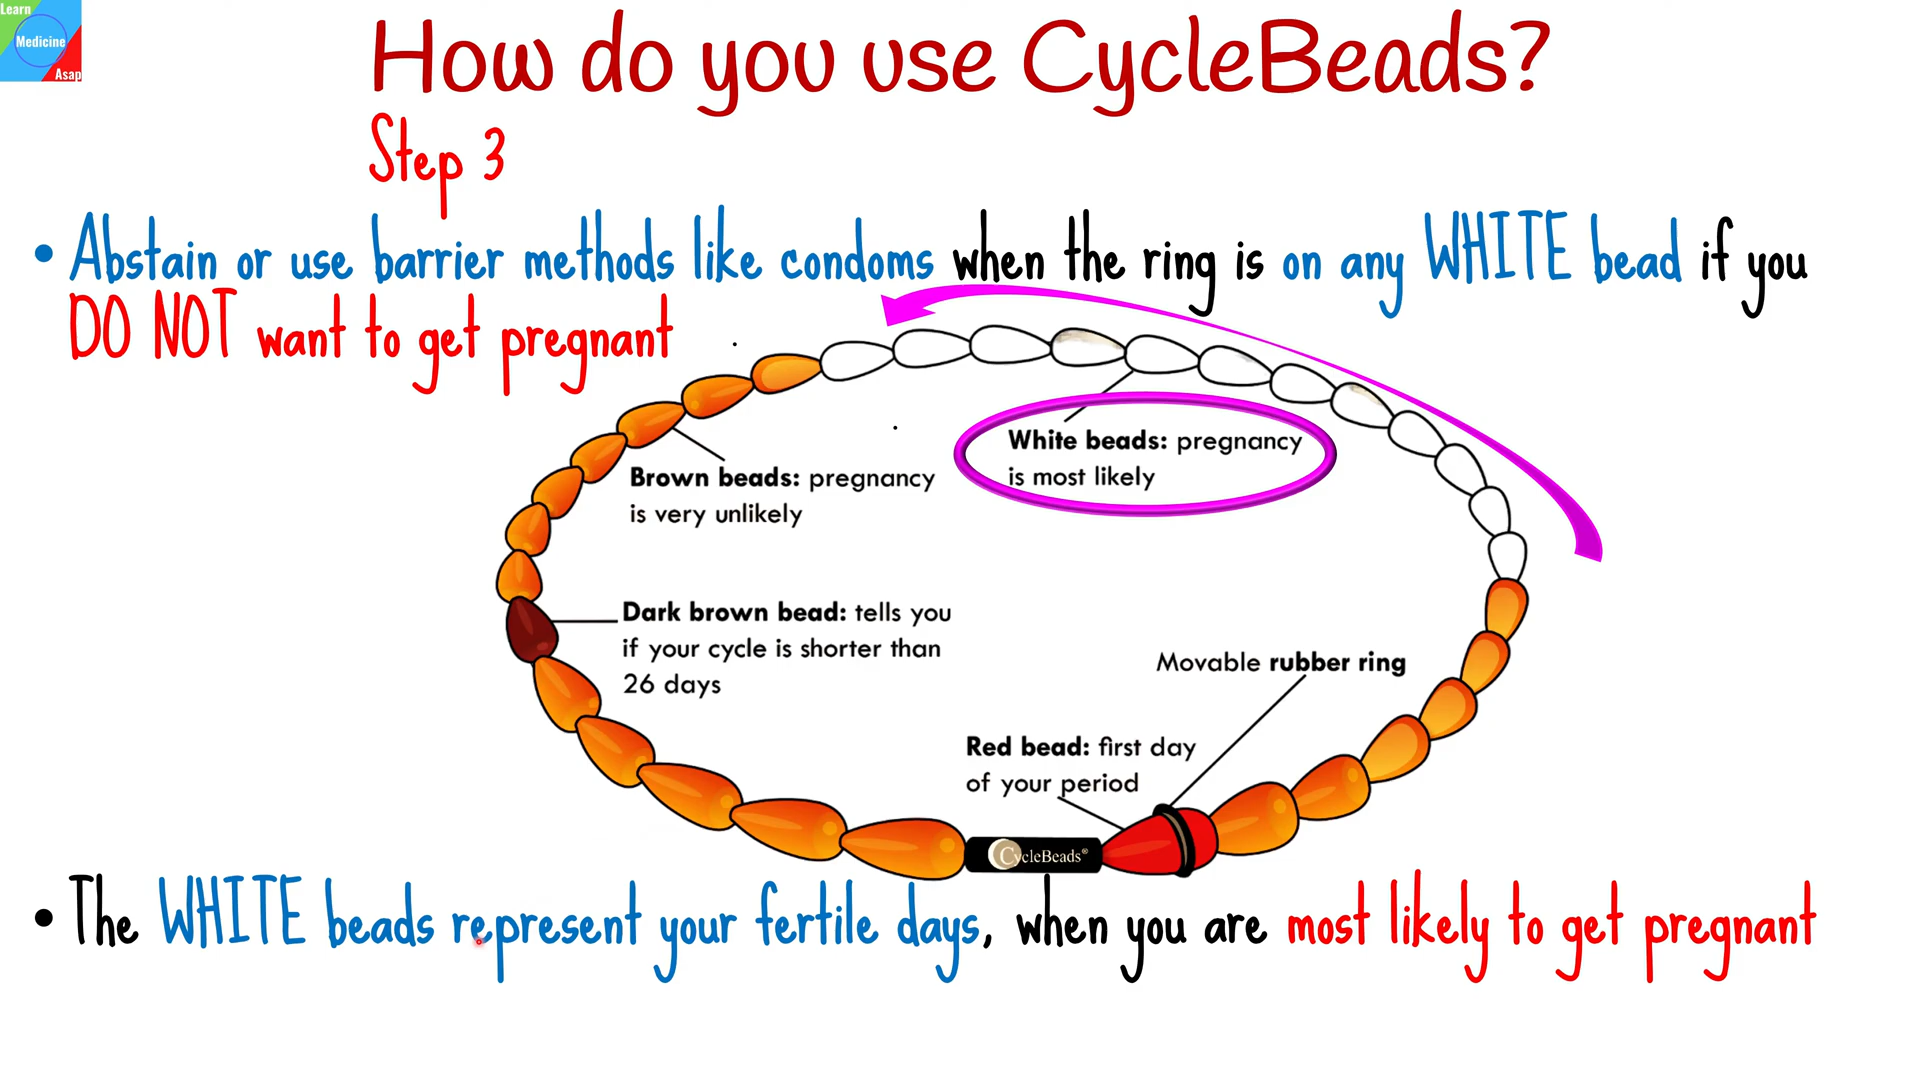 Learn
Medicine
Asap
How do you use CycleBeads?
Step 3
• Abstain or use barrier methods like condoms when the ring is on any WHITE bead if you
DO NOT want to get pregnant
White beads: pregnancy
is most likely
Brown beads: pregnancy
is very unlikely
Dark brown bead: tells you
if your cycle is shorter than
26 days
Movable rubber ring
Red bead: first day
of your period
CycleBeads®
• The WHITE beads represent your fertile days, when you are most likely to get pregnant